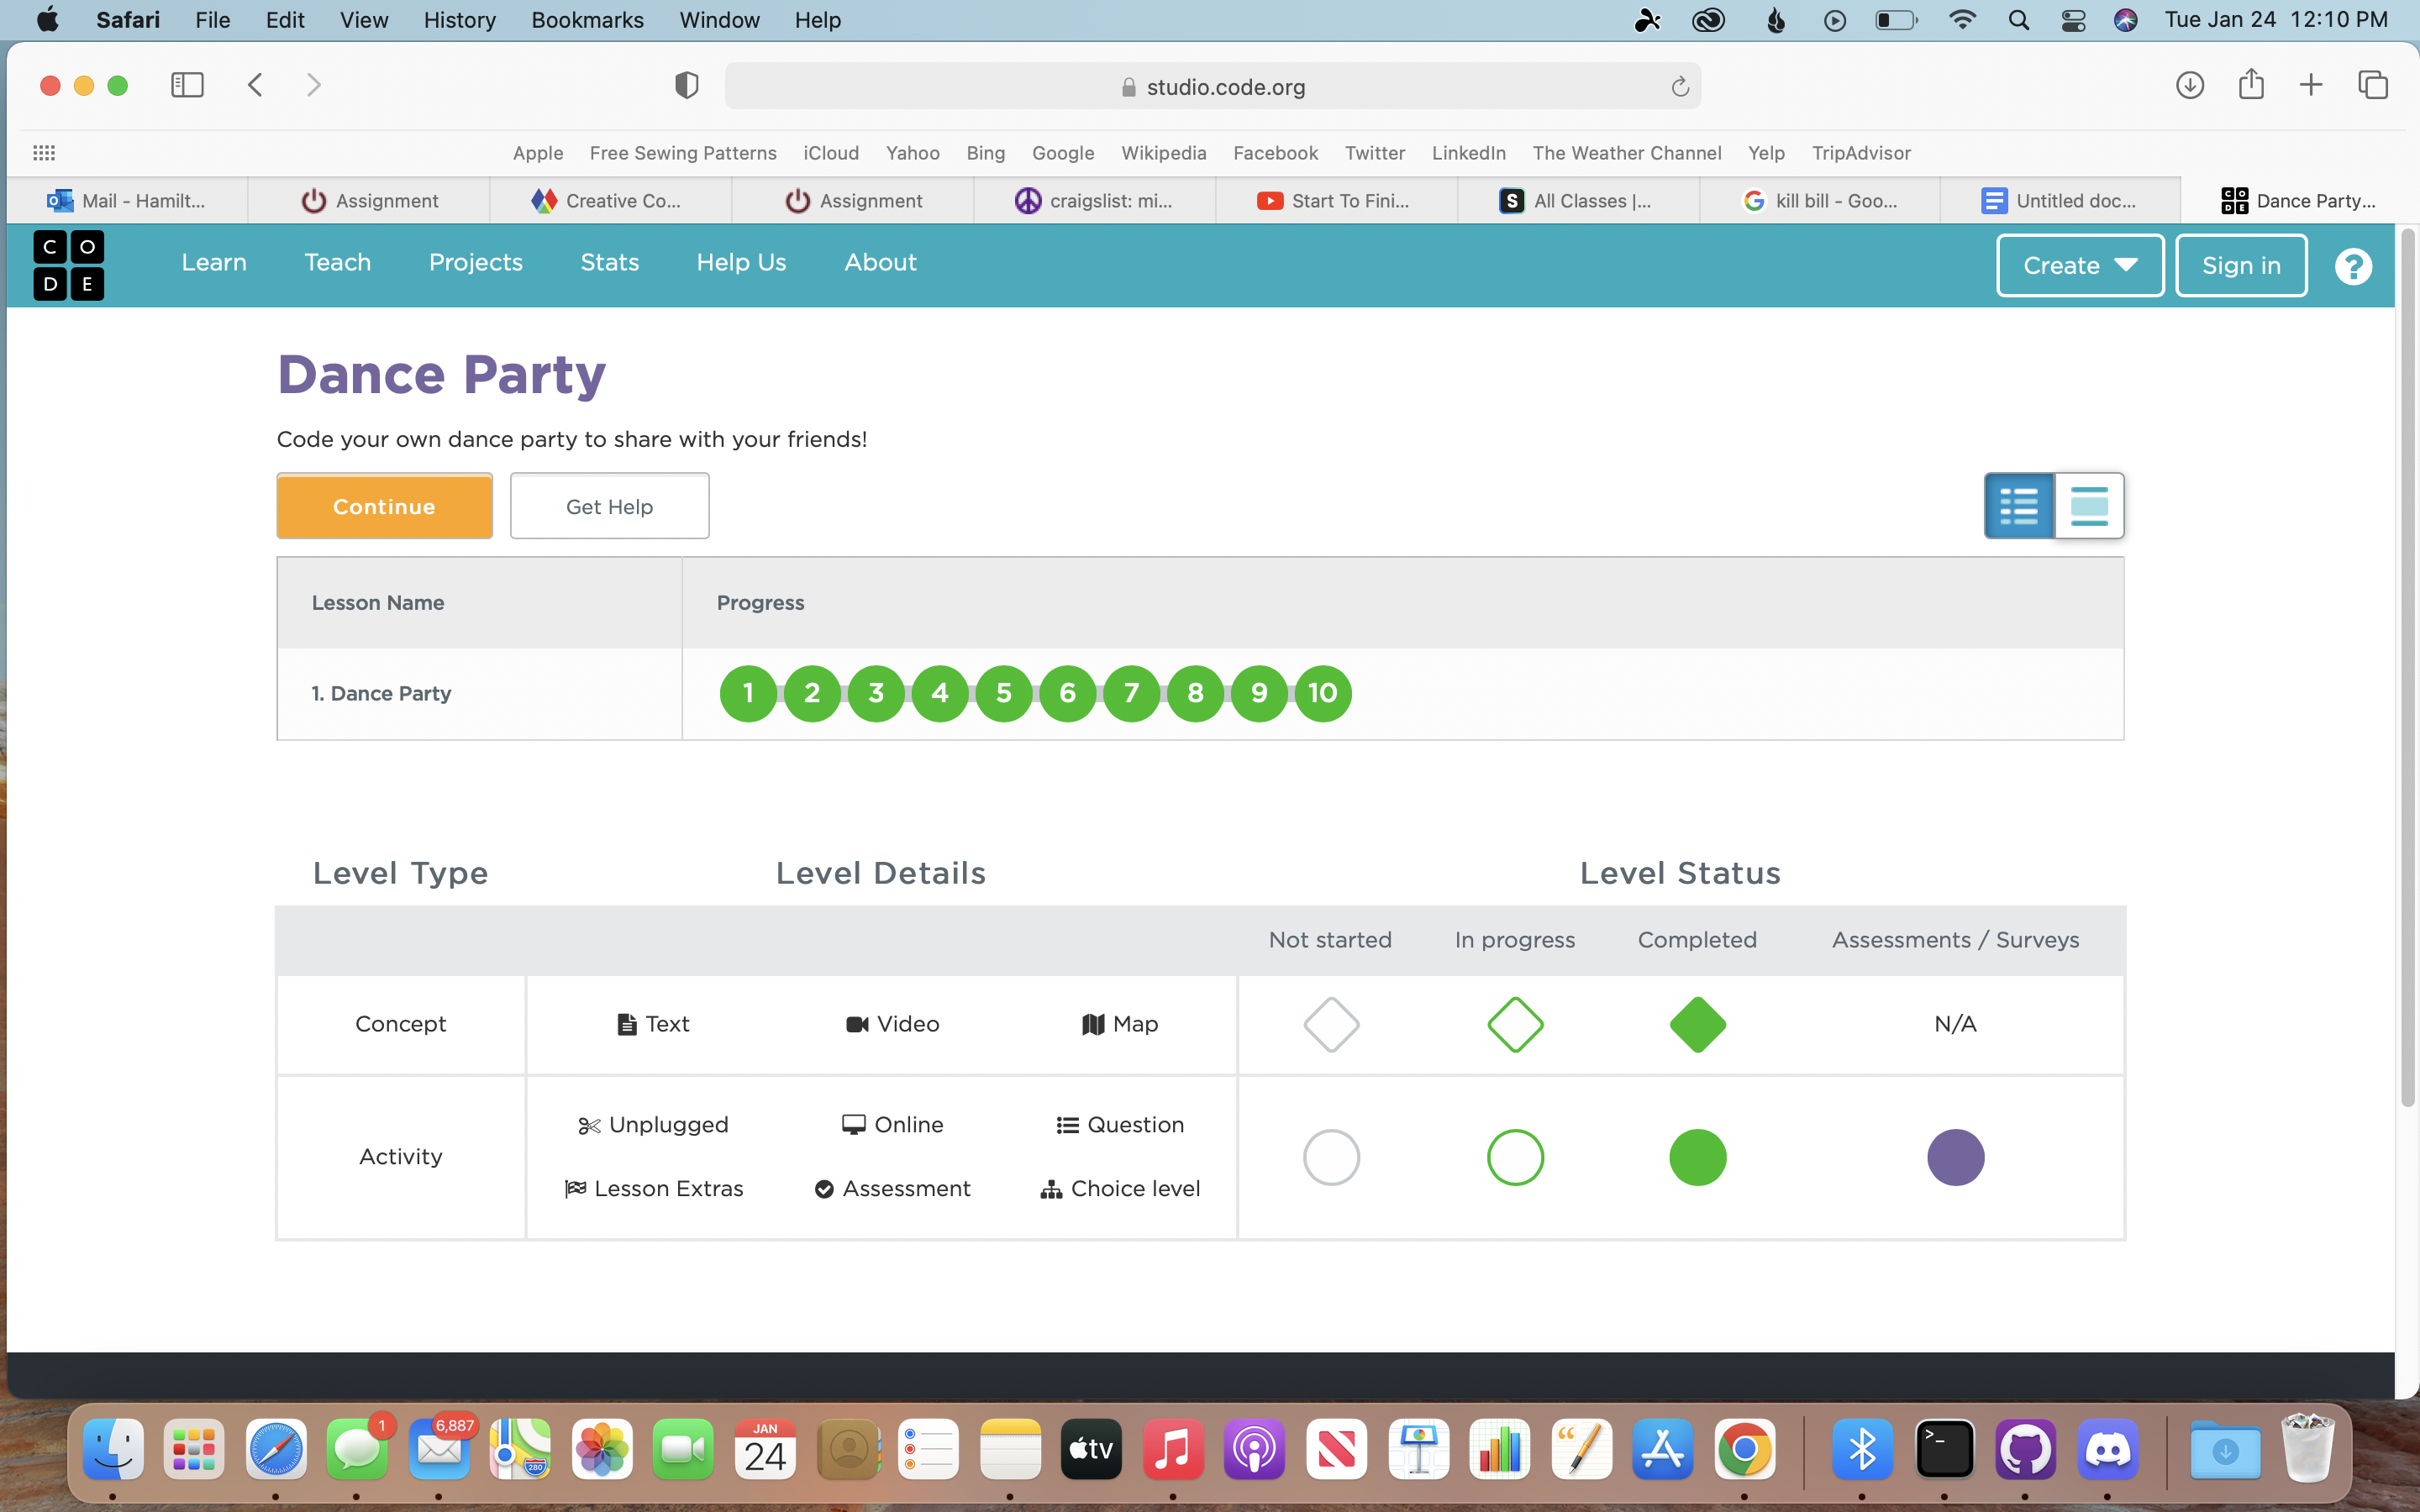 Safari File Edit View History Bookmarks Window Help Tue Jan 24 12:10 PM
studio.code.org
Apple Free Sewing Patterns iCloud Yahoo Bing Google Wikipedia Facebook Twitter LinkedIn The Weather Channel Yelp TripAdvisor
Mail - Hamilt... Assignment Creative Co... Assignment craigslist: mi... Start To Fini... S All Classes |... kill bill - Goo... Untitled doc... CODE Dance Party...
C O
D E
Learn Teach Projects Stats Help Us About Create Sign in ?
Dance Party
Code your own dance party to share with your friends!
Continue Get Help
Lesson Name Progress
1. Dance Party 1 2 3 4 5 6 7 8 9 10
Level Type Level Details Level Status
Not started In progress Completed Assessments / Surveys
Concept Text Video Map N/A
Unplugged Online Question
Activity
Lesson Extras Assessment Choice level
1 6,887 280 JAN 24 tv >_